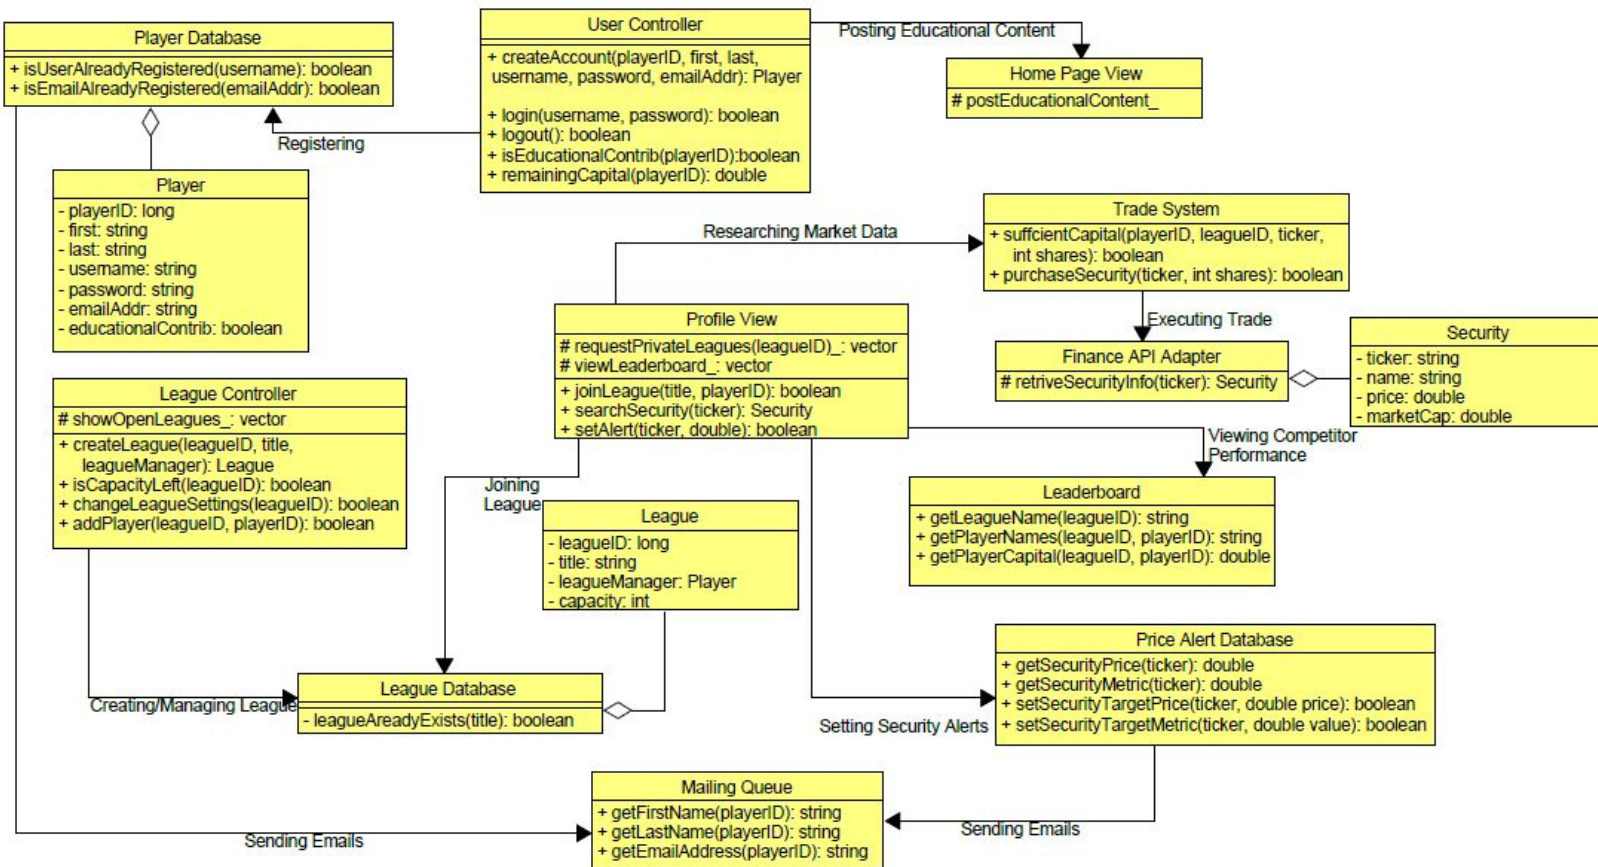 Player Database
+ isUserAlreadyRegistered(username): boolean
+ isEmailAlreadyRegistered(emailAddr): boolean
User Controller
+ createAccount(playerID, first, last,
username, password, emailAddr): Player
+ login(username, password): boolean
+ logout(): boolean
+ isEducationalContrib(playerID):boolean
+ remainingCapital(playerID): double
Posting Educational Content
Home Page View
# postEducationalContent_
Registering
Player
- playerID: long
- first: string
- last: string
- username: string
- password: string
- emailAddr: string
- educationalContrib: boolean
Researching Market Data
Trade System
+ suffcientCapital(playerID, leagueID, ticker,
int shares): boolean
+ purchaseSecurity(ticker, int shares): boolean
Executing Trade
Profile View
# requestPrivateLeagues(leagueID)_: vector
# viewLeaderboard_: vector
+ joinLeague(title, playerID): boolean
+ searchSecurity(ticker): Security
+ setAlert(ticker, double): boolean
Finance API Adapter
# retriveSecurityInfo(ticker): Security
Security
- ticker: string
- name: string
- price: double
- marketCap: double
League Controller
# showOpenLeagues_: vector
+ createLeague(leagueID, title,
leagueManager): League
+ isCapacityLeft(leagueID): boolean
+ changeLeagueSettings(leagueID): boolean
+ addPlayer(leagueID, playerID): boolean
Joining
League
Viewing Competitor
Performance
League
- leagueID: long
- title: string
- leagueManager: Player
- capacity: int
Leaderboard
+ getLeagueName(leagueID): string
+ getPlayerNames(leagueID, playerID): string
+ getPlayerCapital(leagueID, playerID): double
Creating/Managing League
League Database
- leagueAreadyExists(title): boolean
Setting Security Alerts
Price Alert Database
+ getSecurityPrice(ticker): double
+ getSecurityMetric(ticker): double
+ setSecurityTargetPrice(ticker, double price): boolean
+ setSecurityTargetMetric(ticker, double value): boolean
Sending Emails
Mailing Queue
+ getFirstName(playerID): string
+ getLastName(playerID): string
+ getEmailAddress(playerID): string
Sending Emails